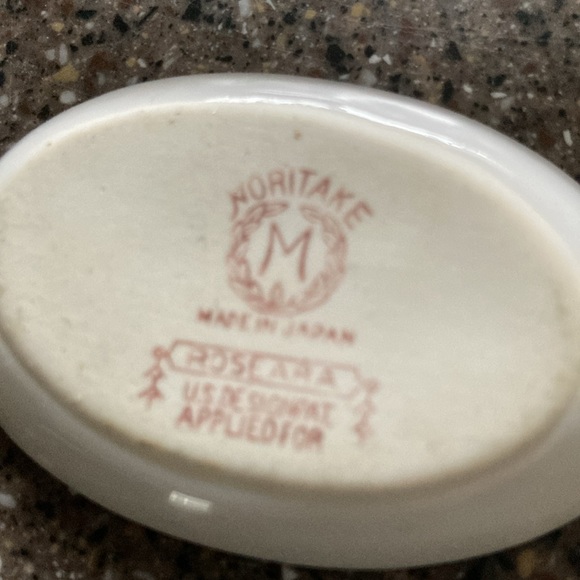 NORITAKE
M
MADE IN JAPAN
ROSEARA
U.S. DESIGN PAT.
APPLIED FOR